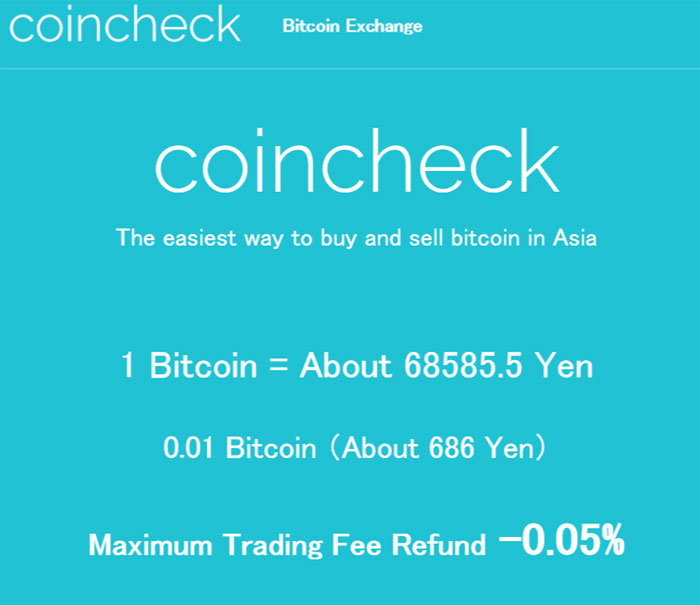 coincheck Bitcoin Exchange
coincheck
The easiest way to buy and sell bitcoin in Asia
1 Bitcoin = About 68585.5 Yen
0.01 Bitcoin (About 686 Yen)
Maximum Trading Fee Refund -0.05%